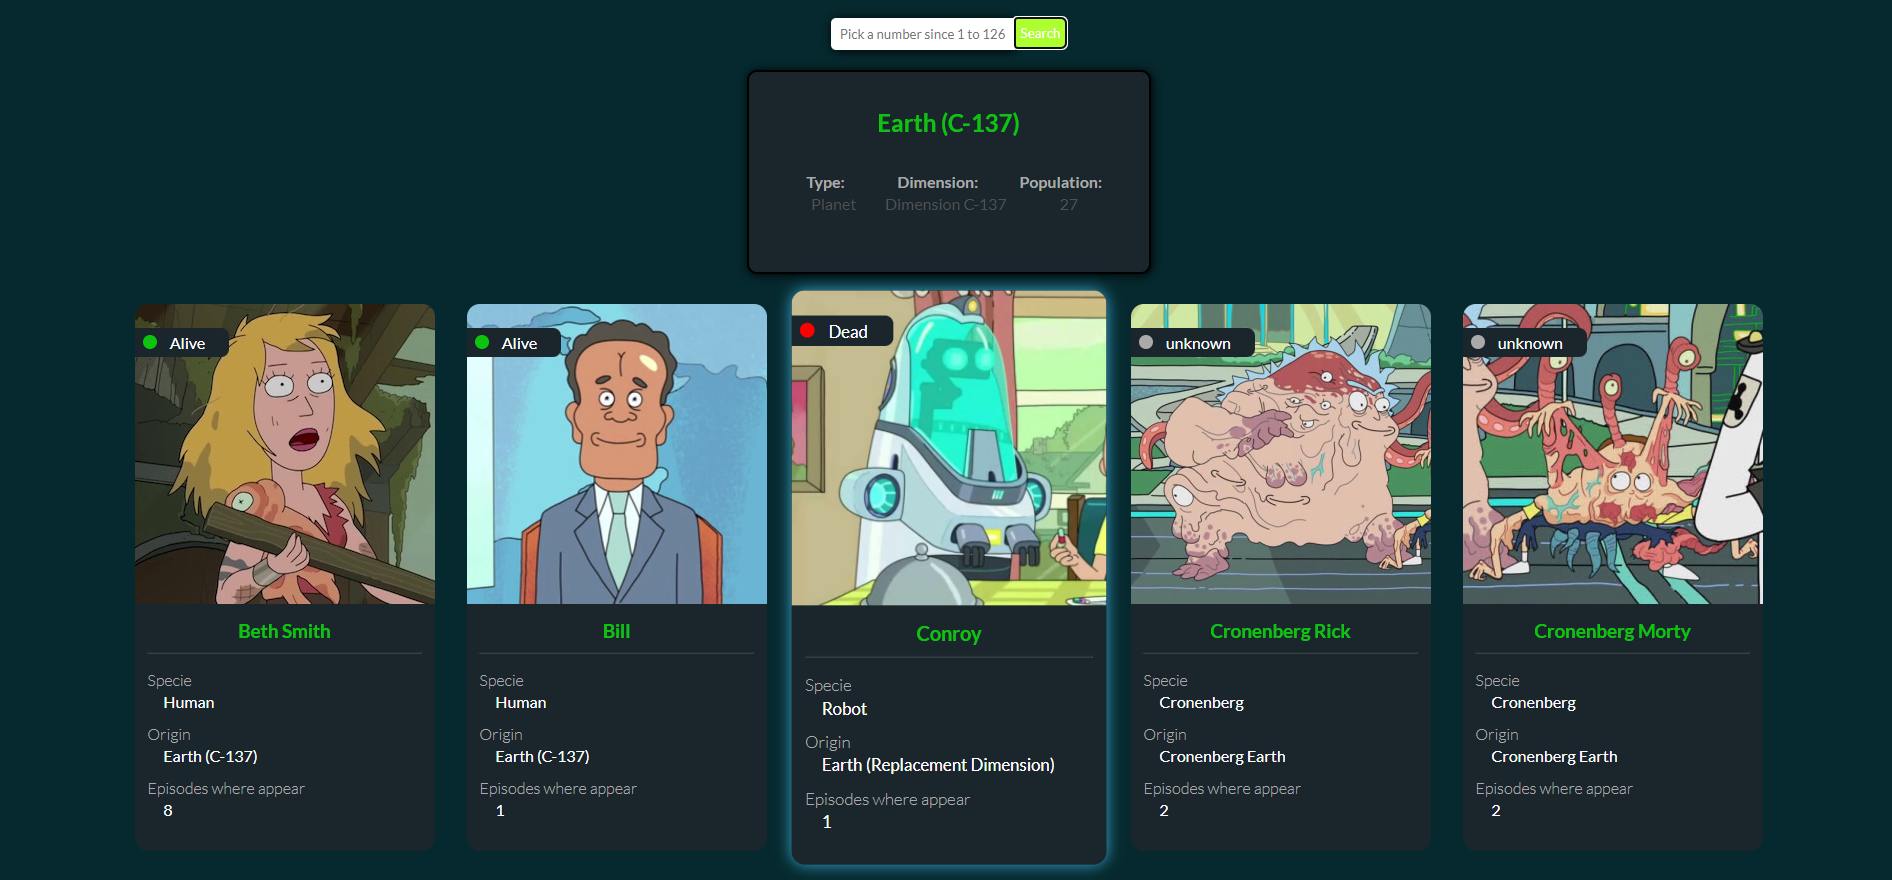 Pick a number since 1 to 126 Search
Earth (C-137)
Type: Dimension: Population:
Planet Dimension C-137 27
Alive
Beth Smith
Specie
Human
Origin
Earth (C-137)
Episodes where appear
8
Alive
Bill
Specie
Human
Origin
Earth (C-137)
Episodes where appear
1
Dead
Conroy
Specie
Robot
Origin
Earth (Replacement Dimension)
Episodes where appear
1
unknown
Cronenberg Rick
Specie
Cronenberg
Origin
Cronenberg Earth
Episodes where appear
2
unknown
Cronenberg Morty
Specie
Cronenberg
Origin
Cronenberg Earth
Episodes where appear
2